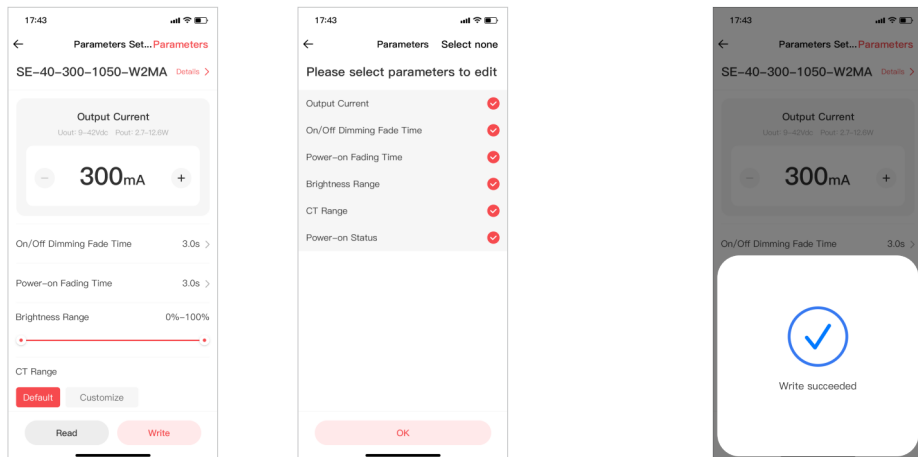 17:43
Parameters Set... Parameters
SE-40-300-1050-W2MA Details >
Output Current
Uout: 9-42Vdc Pout: 2.7-12.6W
− 300mA +
On/Off Dimming Fade Time 3.0s >
Power-on Fading Time 3.0s >
Brightness Range 0%-100%
CT Range
Default Customize
Read Write
17:43
Parameters Select none
Please select parameters to edit
Output Current
On/Off Dimming Fade Time
Power-on Fading Time
Brightness Range
CT Range
Power-on Status
OK
17:43
Parameters Set... Parameters
SE-40-300-1050-W2MA Details >
Output Current
Uout: 9-42Vdc Pout: 2.7-12.6W
− 300mA +
On/Off Dimming Fade Time 3.0s >
Write succeeded